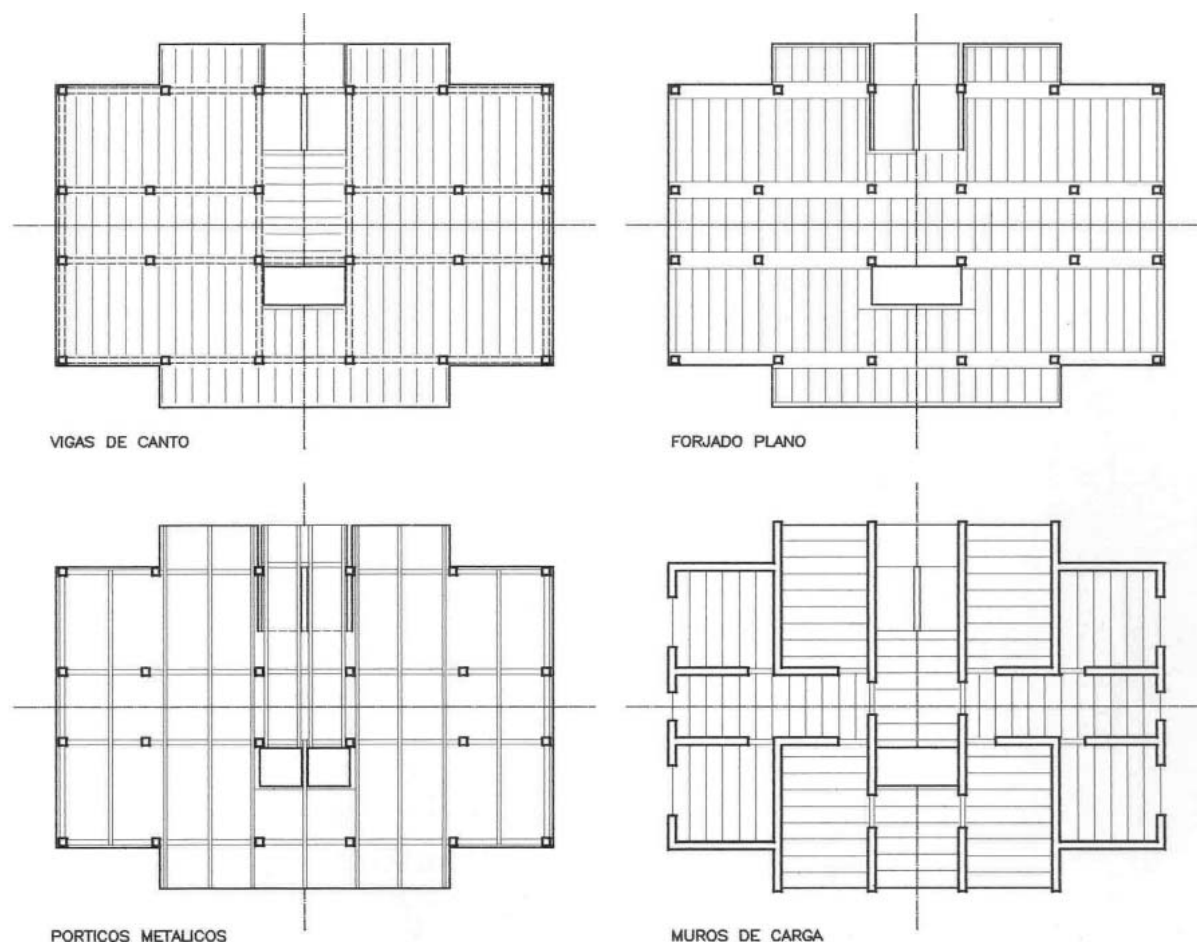 VIGAS DE CANTO
FORJADO PLANO
PORTICOS METALICOS
MUROS DE CARGA